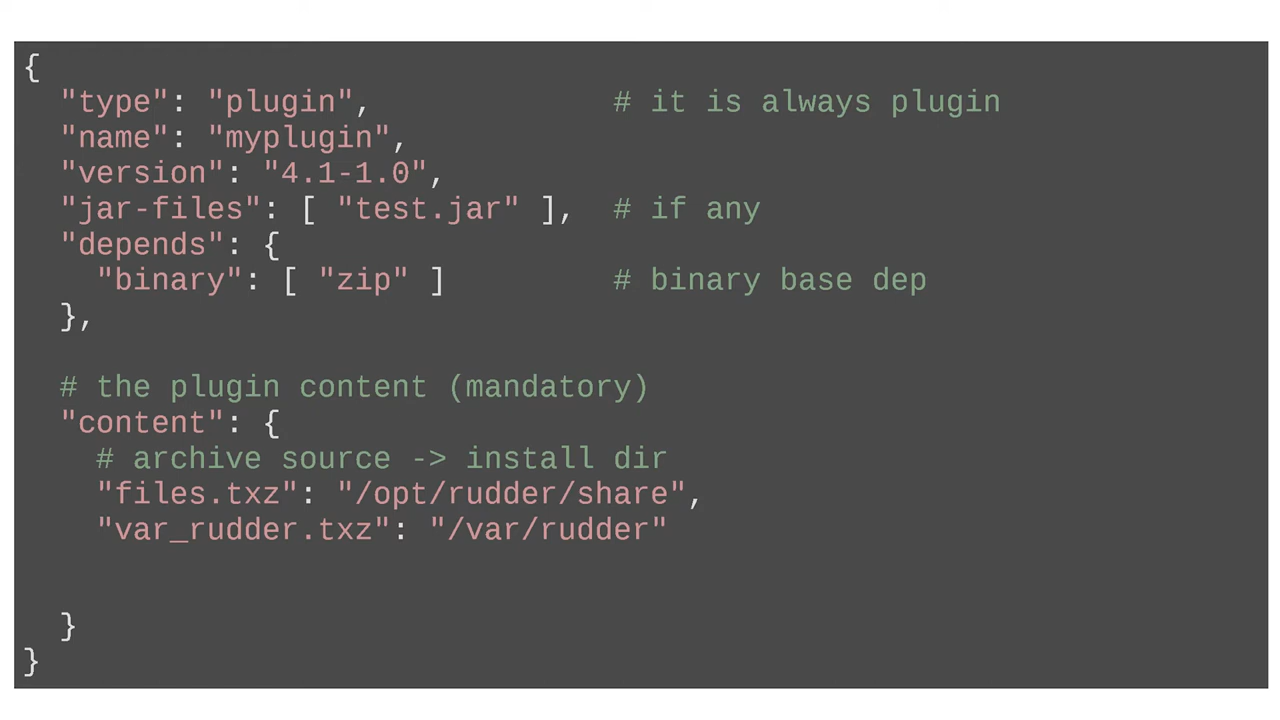 {
  "type": "plugin",             # it is always plugin
  "name": "myplugin",
  "version": "4.1-1.0",
  "jar-files": [ "test.jar" ],  # if any
  "depends": {
    "binary": [ "zip" ]         # binary base dep
  },
  # the plugin content (mandatory)
  "content": {
    # archive source -> install dir
    "files.txz": "/opt/rudder/share",
    "var_rudder.txz": "/var/rudder"
  }
}